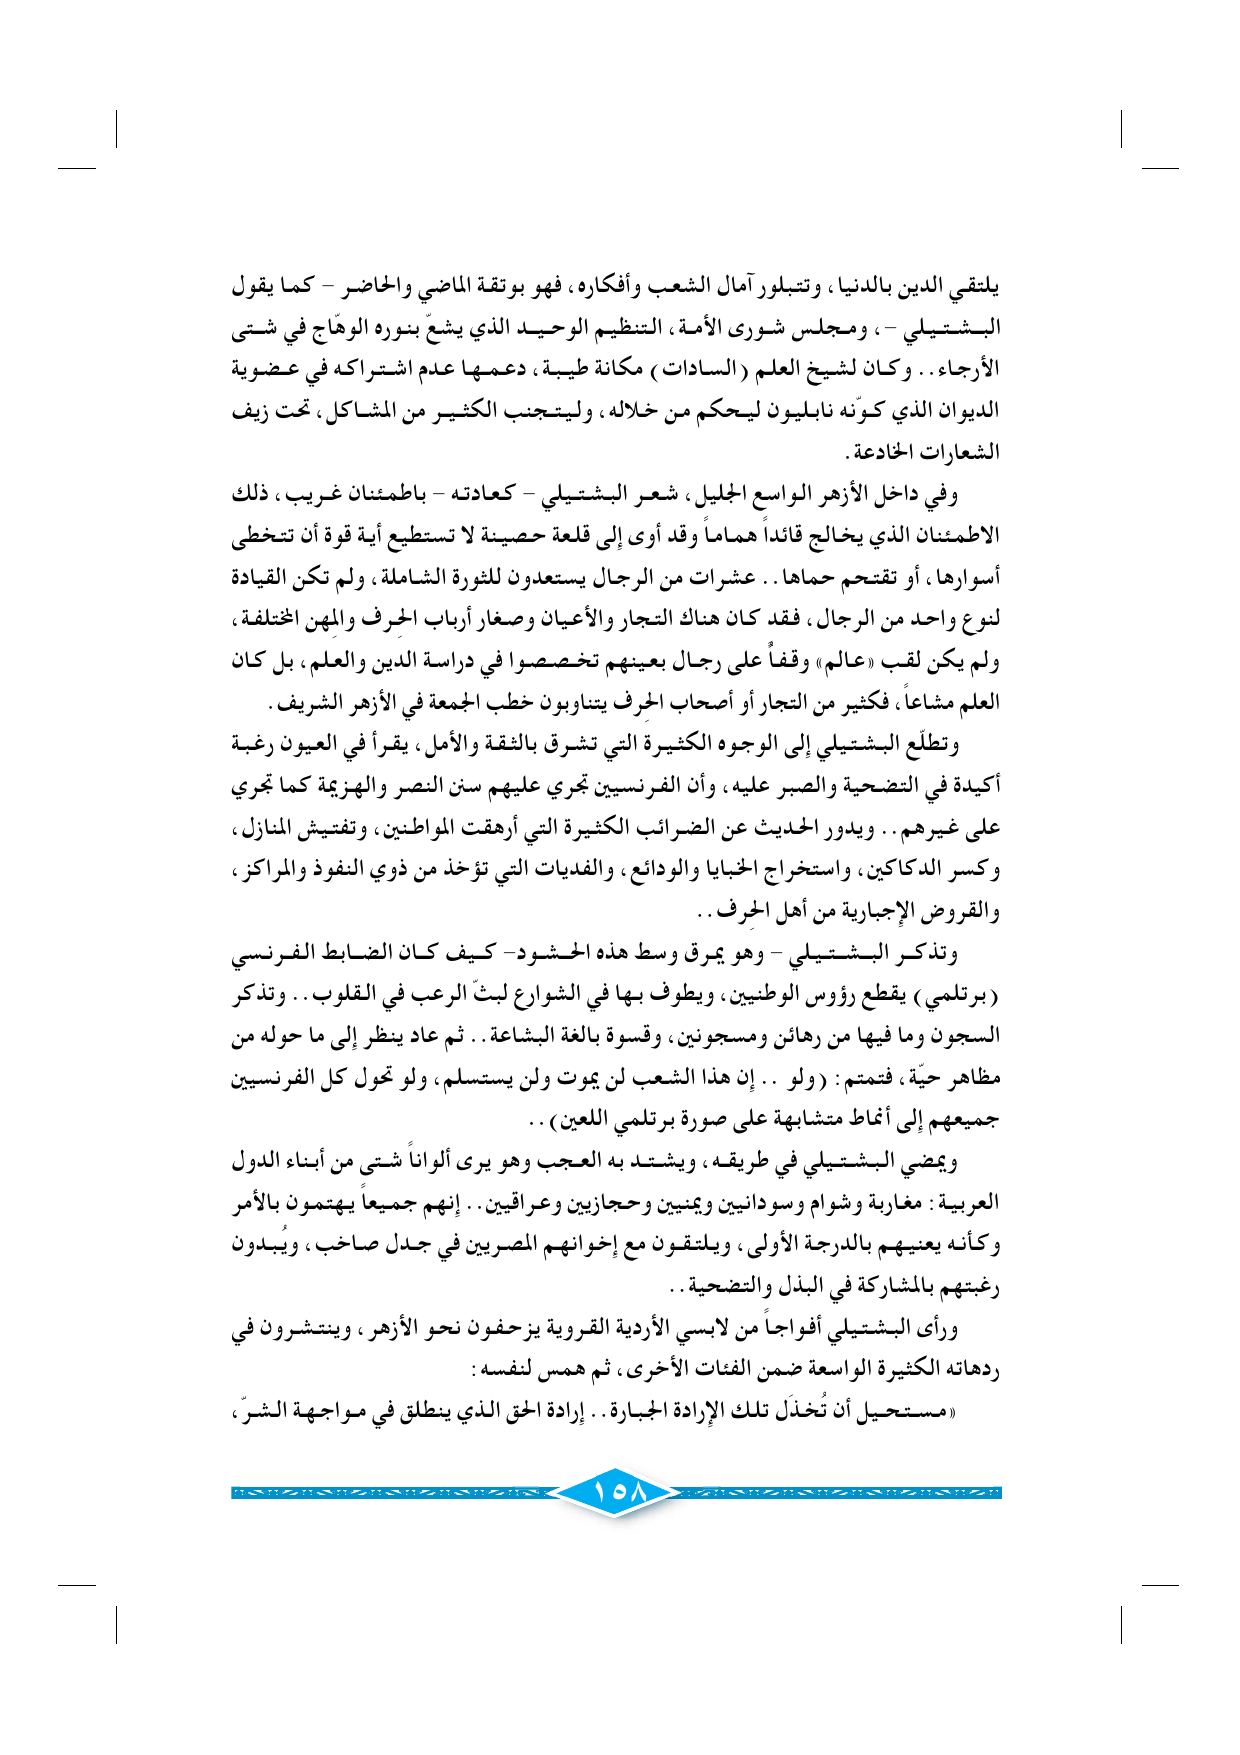 يلتقي الدين بالدنيا، وتتبلور آمال الشعب وأفكاره، فهو بوتقة الماضي والحاضر – كما يقول
البشتيلي –، ومجلس شورى الأمة، التنظيم الوحيد الذي يشعّ بنوره الوهّاج في شتى
الأرجاء.. وكان لشيخ العلم (السادات) مكانة طيبة، دعمها عدم اشتراكه في عضوية
الديوان الذي كوّنه نابليون ليحكم من خلاله، وليتجنب الكثير من المشاكل، تحت زيف
الشعارات الخادعة.
وفي داخل الأزهر الواسع الجليل، شعر البشتيلي – كعادته – باطمئنان غريب، ذلك
الاطمئنان الذي يخالج قائداً هماماً وقد أوى إلى قلعة حصينة لا تستطيع أية قوة أن تتخطى
أسوارها، أو تقتحم حماها.. عشرات من الرجال يستعدون للثورة الشاملة، ولم تكن القيادة
لنوع واحد من الرجال، فقد كان هناك التجار والأعيان وصغار أرباب الحِرف والمِهن المختلفة،
ولم يكن لقب «عالم» وقفاٌ على رجال بعينهم تخصصوا في دراسة الدين والعلم، بل كان
العلم مشاعاً، فكثير من التجار أو أصحاب الحِرف يتناوبون خطب الجمعة في الأزهر الشريف.
وتطلّع البشتيلي إلى الوجوه الكثيرة التي تشرق بالثقة والأمل، يقرأ في العيون رغبة
أكيدة في التضحية والصبر عليه، وأن الفرنسيين تجري عليهم سنن النصر والهزيمة كما تجري
على غيرهم.. ويدور الحديث عن الضرائب الكثيرة التي أرهقت المواطنين، وتفتيش المنازل،
وكسر الدكاكين، واستخراج الخبايا والودائع، والفديات التي تؤخذ من ذوي النفوذ والمراكز،
والقروض الإجبارية من أهل الحِرف..
وتذكر البشتيلي – وهو يمرق وسط هذه الحشود– كيف كان الضابط الفرنسي
(برتلمي) يقطع رؤوس الوطنيين، ويطوف بها في الشوارع لبثّ الرعب في القلوب.. وتذكر
السجون وما فيها من رهائن ومسجونين، وقسوة بالغة البشاعة.. ثم عاد ينظر إلى ما حوله من
مظاهر حيّة، فتمتم: (ولو .. إن هذا الشعب لن يموت ولن يستسلم، ولو تحول كل الفرنسيين
جميعهم إلى أنماط متشابهة على صورة برتلمي اللعين)..
ويمضي البشتيلي في طريقه، ويشتد به العجب وهو يرى ألواناً شتى من أبناء الدول
العربية: مغاربة وشوام وسودانيين ويمنيين وحجازيين وعراقيين.. إنهم جميعاً يهتمون بالأمر
وكأنه يعنيهم بالدرجة الأولى، ويلتقون مع إخوانهم المصريين في جدل صاخب، ويُبدون
رغبتهم بالمشاركة في البذل والتضحية..
ورأى البشتيلي أفواجاً من لابسي الأردية القروية يزحفون نحو الأزهر، وينتشرون في
ردهاته الكثيرة الواسعة ضمن الفئات الأخرى، ثم همس لنفسه:
«مستحيل أن تُخذَل تلك الإرادة الجبارة.. إرادة الحق الذي ينطلق في مواجهة الشرّ،
١٥٨